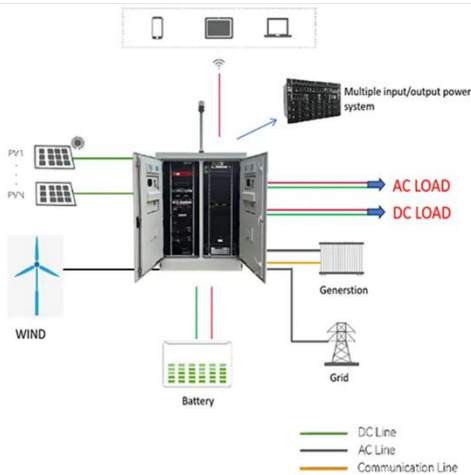 Multiple input/output power
system
PV1
PVN
AC LOAD
DC LOAD
WIND
Generstion
Battery
Grid
DC Line
AC Line
Communication Line